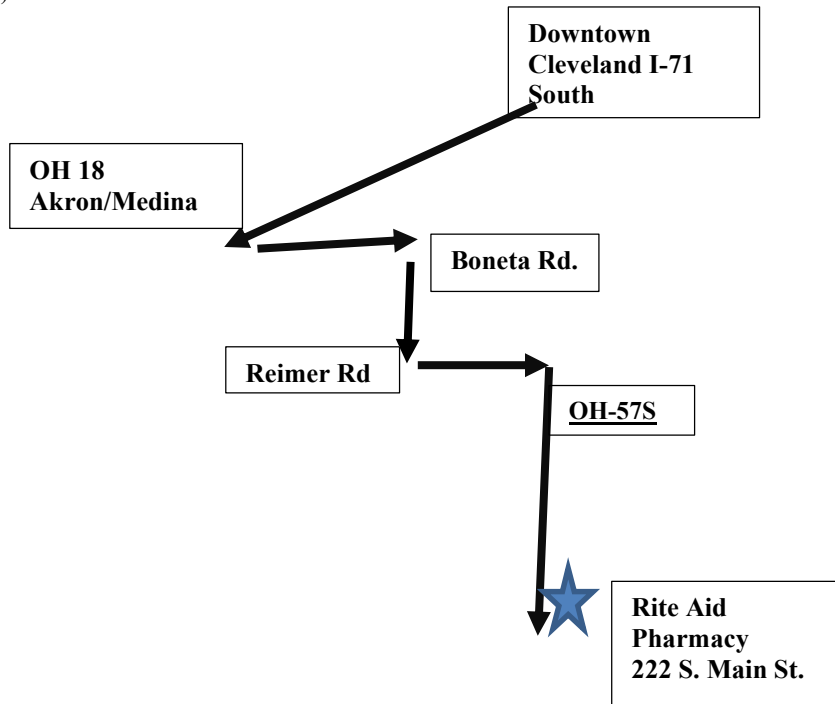 Downtown
Cleveland I-71
South
OH 18
Akron/Medina
Boneta Rd.
Reimer Rd
OH-57S
Rite Aid
Pharmacy
222 S. Main St.